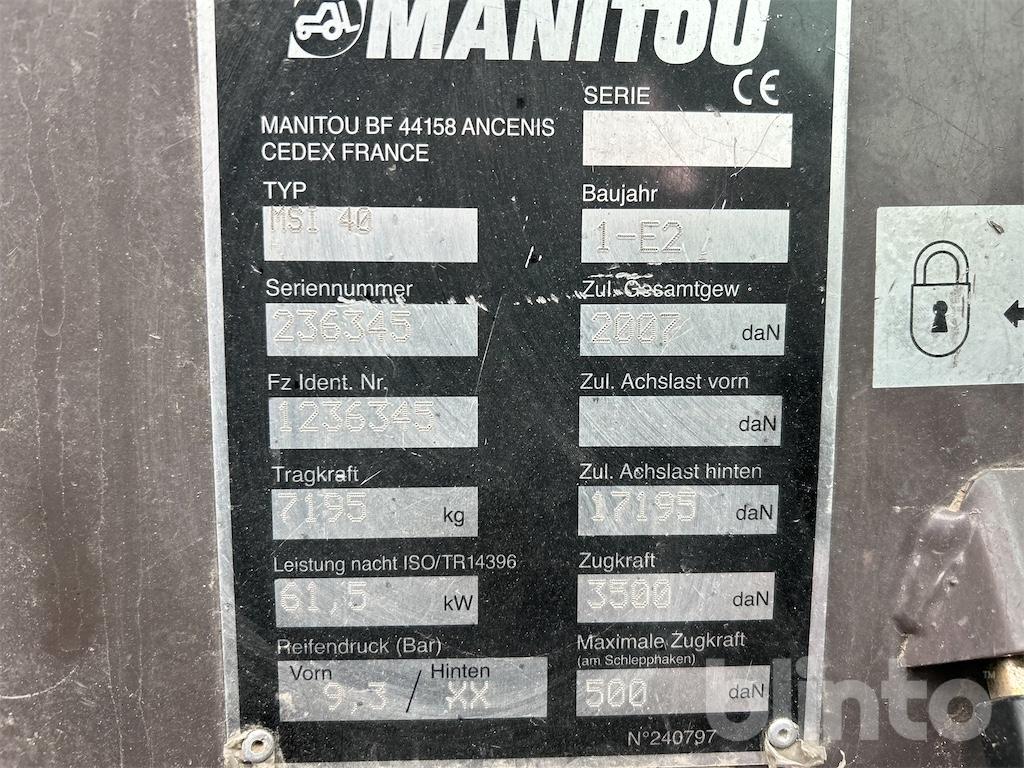 MANITOU
CE
SERIE
MANITOU BF 44158 ANCENIS
CEDEX FRANCE
TYP
MSI 40
Baujahr
1-E2
Seriennummer
236345
Zul. Gesamtgew
2007 daN
Fz Ident. Nr.
1236345
Zul. Achslast vorn
daN
Tragkraft
7195 kg
Zul. Achslast hinten
17195 daN
Leistung nacht ISO/TR14396
61,5 kW
Zugkraft
3500 daN
Reifendruck (Bar)
Vorn / Hinten
9.3 XX
Maximale Zugkraft
(am Schlepphaken)
500 daN
N°240797
blinto